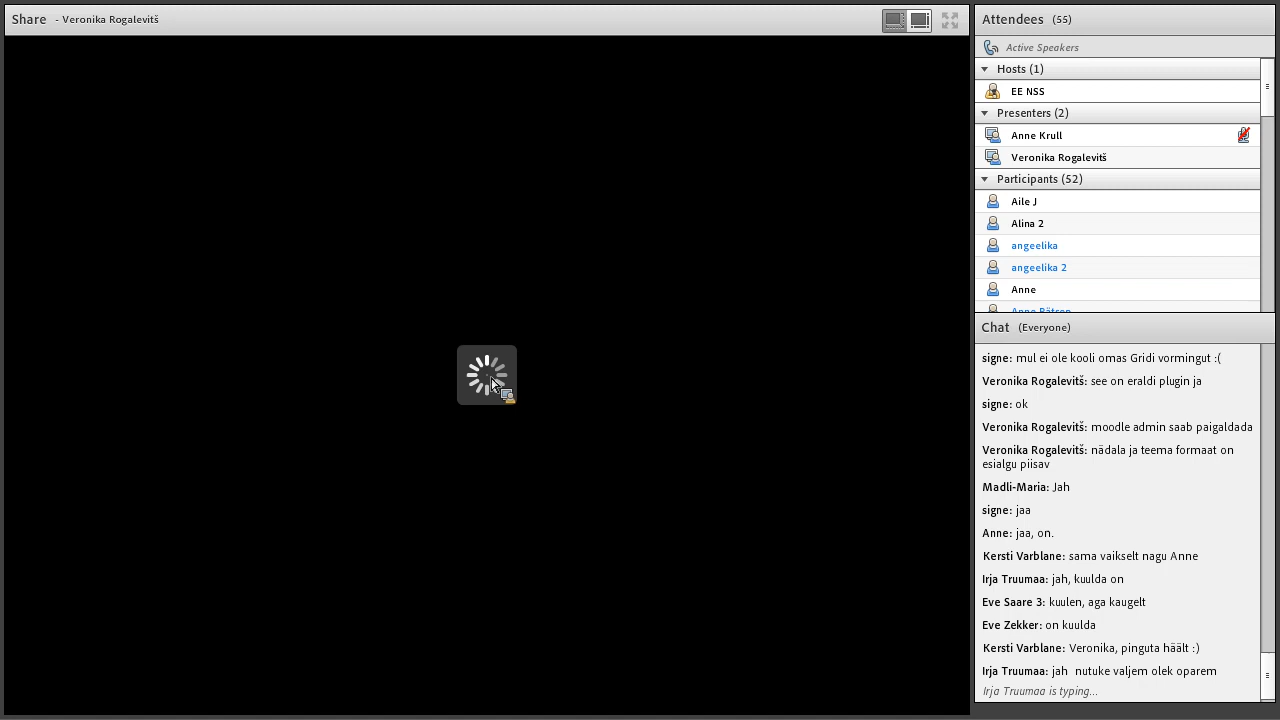 Share - Veronika Rogalevitš
Attendees (55)
Active Speakers
Hosts (1)
EE NSS
Presenters (2)
Anne Krull
Veronika Rogalevitš
Participants (52)
Aile J
Alina 2
angeelika
angeelika 2
Anne
Chat (Everyone)
signe: mul ei ole kooli omas Gridi vormingut :(
Veronika Rogalevitš: see on eraldi plugin ja
signe: ok
Veronika Rogalevitš: moodle admin saab paigaldada
Veronika Rogalevitš: nädala ja teema formaat on
esialgu piisav
Madli-Maria: Jah
signe: jaa
Anne: jaa, on.
Kersti Varblane: sama vaikselt nagu Anne
Irja Truumaa: jah, kuulda on
Eve Saare 3: kuulen, aga kaugelt
Eve Zekker: on kuulda
Kersti Varblane: Veronika, pinguta häält :)
Irja Truumaa: jah nutuke valjem olek oparem
Irja Truumaa is typing...